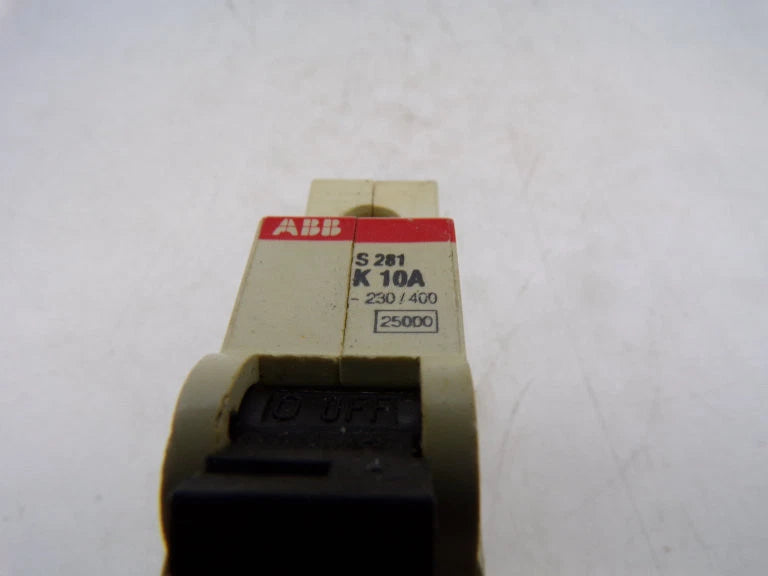 ABB
S 281
K 10A
~ 230/400
25000
O OFF